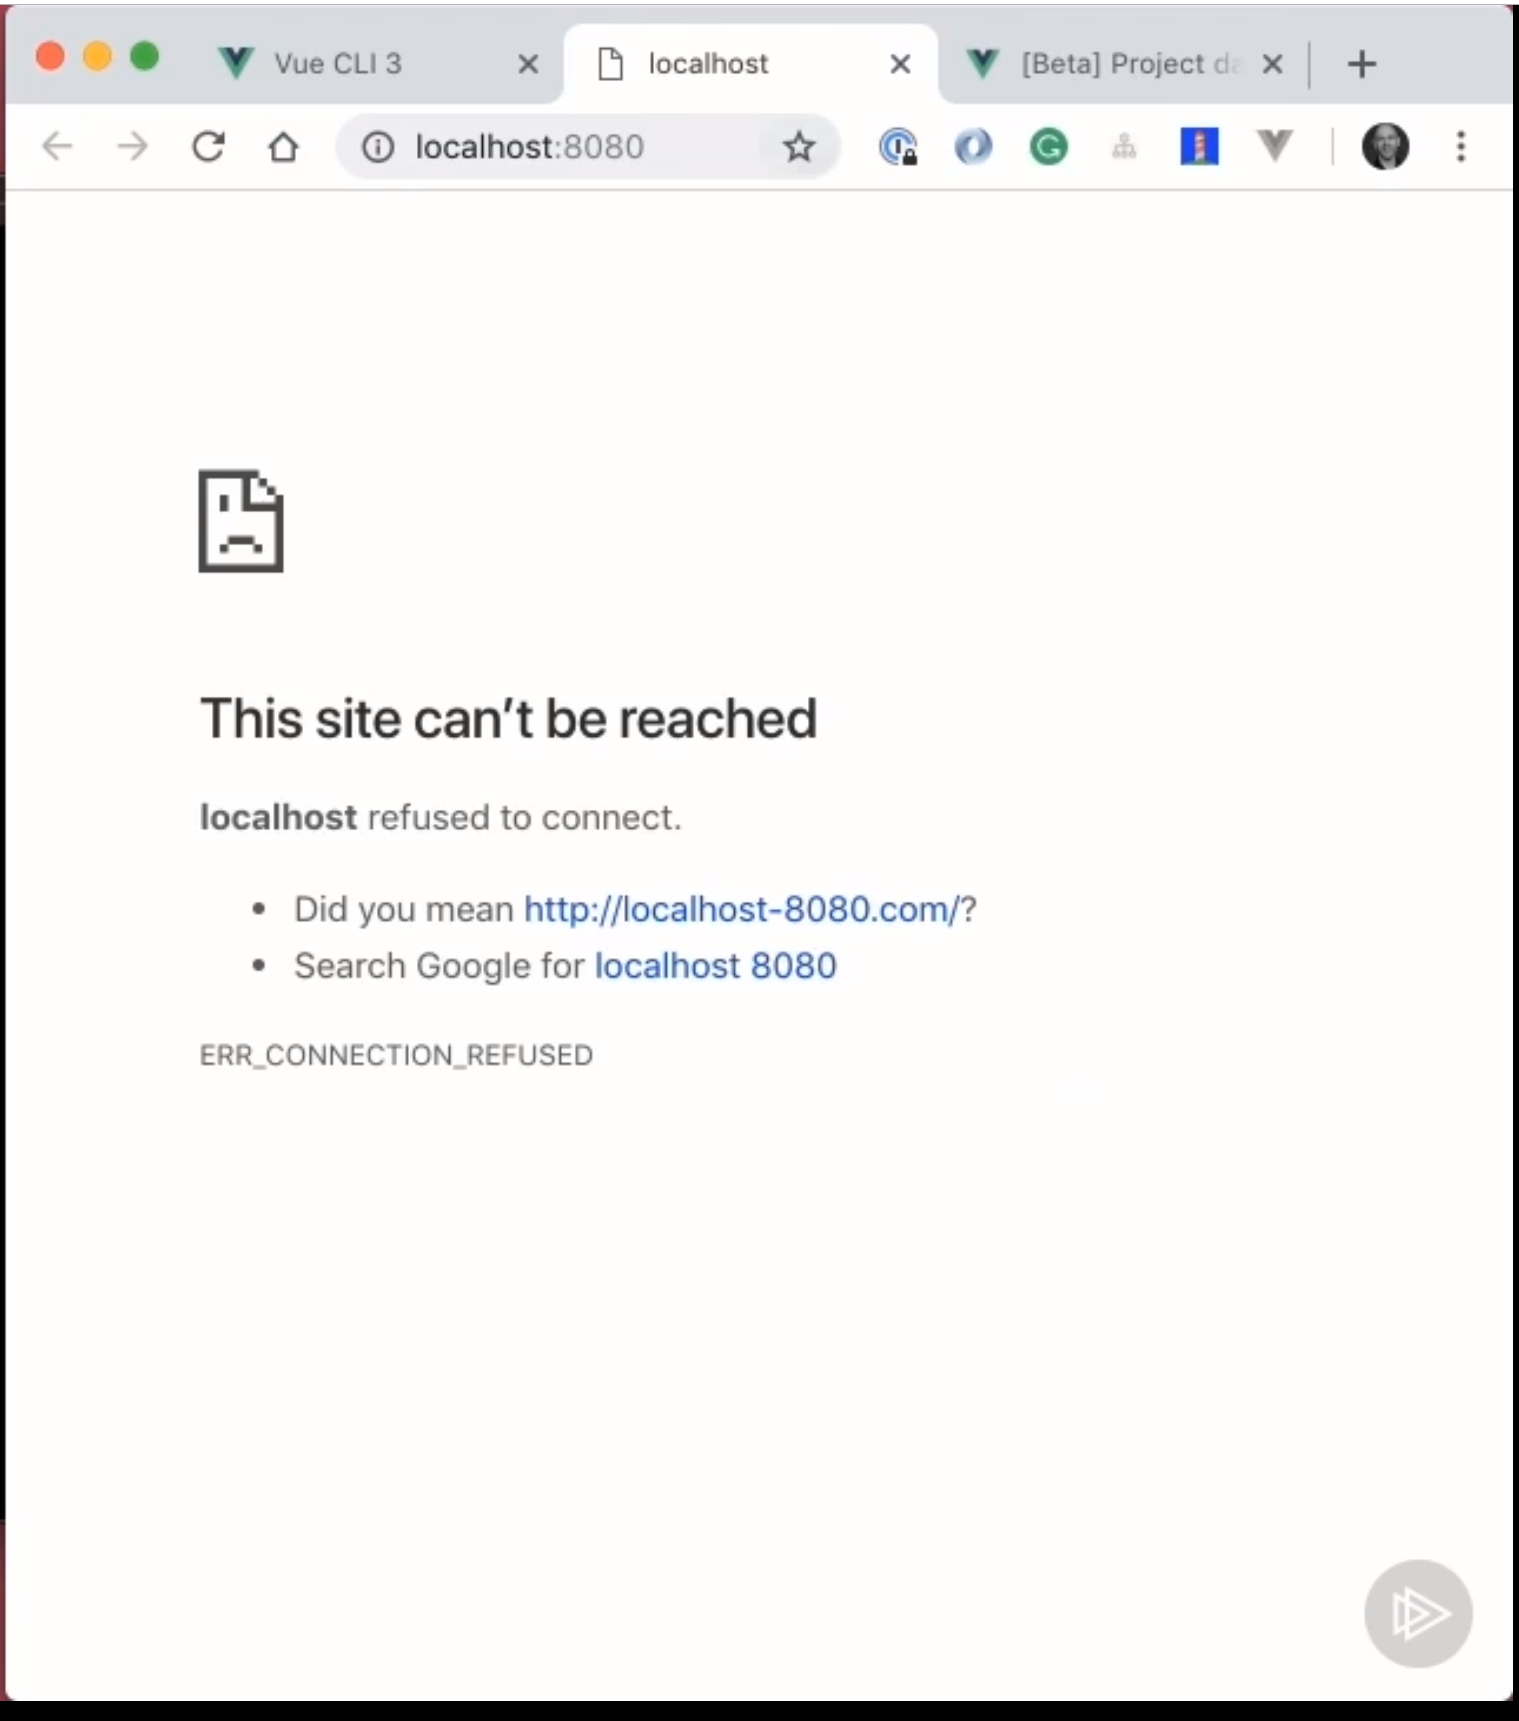 Vue CLI 3
localhost
[Beta] Project da
localhost:8080
This site can't be reached
localhost refused to connect.
Did you mean http://localhost-8080.com/?
Search Google for localhost 8080
ERR_CONNECTION_REFUSED